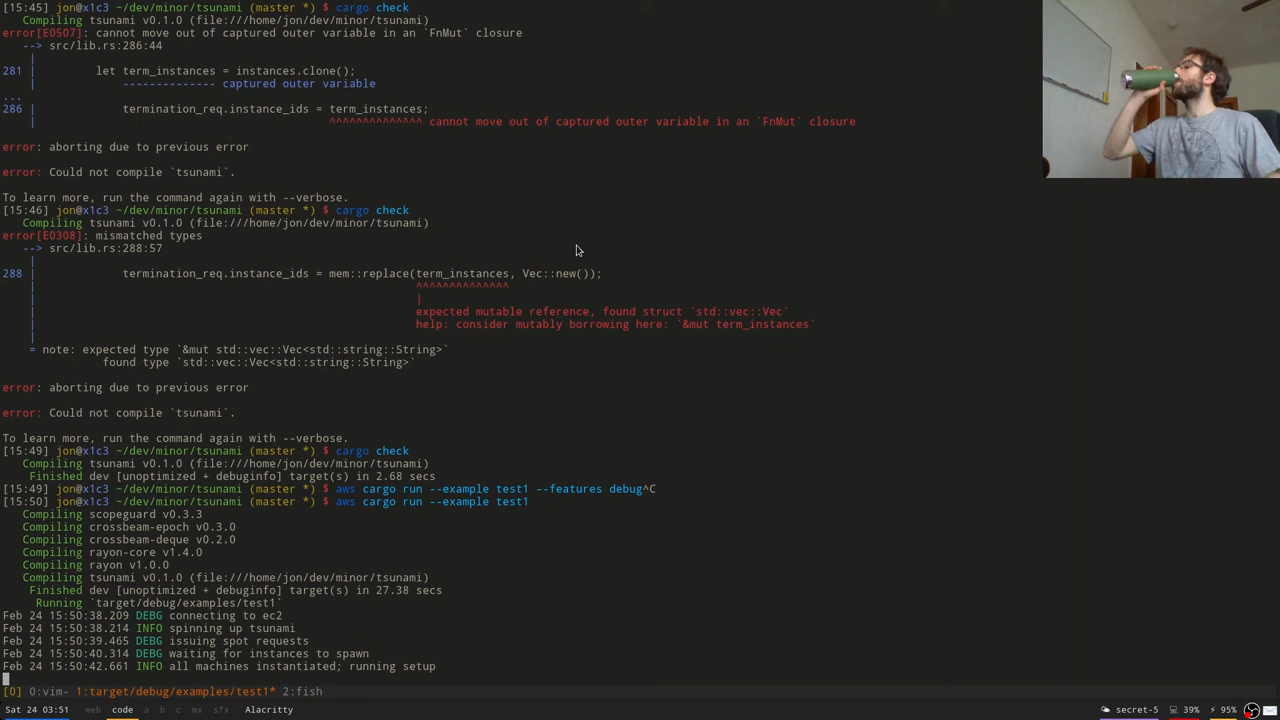 [15:45] jon@x1c3 ~/dev/minor/tsunami (master *) $ cargo check
Compiling tsunami v0.1.0 (file:///home/jon/dev/minor/tsunami)
error[E0507]: cannot move out of captured outer variable in an `FnMut` closure
--> src/lib.rs:286:44
|
281 | let term_instances = instances.clone();
| -------------- captured outer variable
...
286 | termination_req.instance_ids = term_instances;
| ^^^^^^^^^^^^^^ cannot move out of captured outer variable in an `FnMut` closure
error: aborting due to previous error
error: Could not compile `tsunami`.
To learn more, run the command again with --verbose.
[15:46] jon@x1c3 ~/dev/minor/tsunami (master *) $ cargo check
Compiling tsunami v0.1.0 (file:///home/jon/dev/minor/tsunami)
error[E0308]: mismatched types
--> src/lib.rs:288:57
|
288 | termination_req.instance_ids = mem::replace(term_instances, Vec::new());
| ^^^^^^^^^^^^^^
| |
| expected mutable reference, found struct `std::vec::Vec`
| help: consider mutably borrowing here: `&mut term_instances`
|
= note: expected type `&mut std::vec::Vec<std::string::String>`
found type `std::vec::Vec<std::string::String>`
error: aborting due to previous error
error: Could not compile `tsunami`.
To learn more, run the command again with --verbose.
[15:49] jon@x1c3 ~/dev/minor/tsunami (master *) $ cargo check
Compiling tsunami v0.1.0 (file:///home/jon/dev/minor/tsunami)
Finished dev [unoptimized + debuginfo] target(s) in 2.68 secs
[15:49] jon@x1c3 ~/dev/minor/tsunami (master *) $ aws cargo run --example test1 --features debug^C
[15:50] jon@x1c3 ~/dev/minor/tsunami (master *) $ aws cargo run --example test1
Compiling scopeguard v0.3.3
Compiling crossbeam-epoch v0.3.0
Compiling crossbeam-deque v0.2.0
Compiling rayon-core v1.4.0
Compiling rayon v1.0.0
Compiling tsunami v0.1.0 (file:///home/jon/dev/minor/tsunami)
Finished dev [unoptimized + debuginfo] target(s) in 27.38 secs
Running `target/debug/examples/test1`
Feb 24 15:50:38.209 DEBG connecting to ec2
Feb 24 15:50:38.214 INFO spinning up tsunami
Feb 24 15:50:39.465 DEBG issuing spot requests
Feb 24 15:50:40.314 DEBG waiting for instances to spawn
Feb 24 15:50:42.661 INFO all machines instantiated; running setup
[0] 0:vim- 1:target/debug/examples/test1* 2:fish
Sat 24 03:51 web code a b c mx sfx Alacritty secret-5 39% 95%